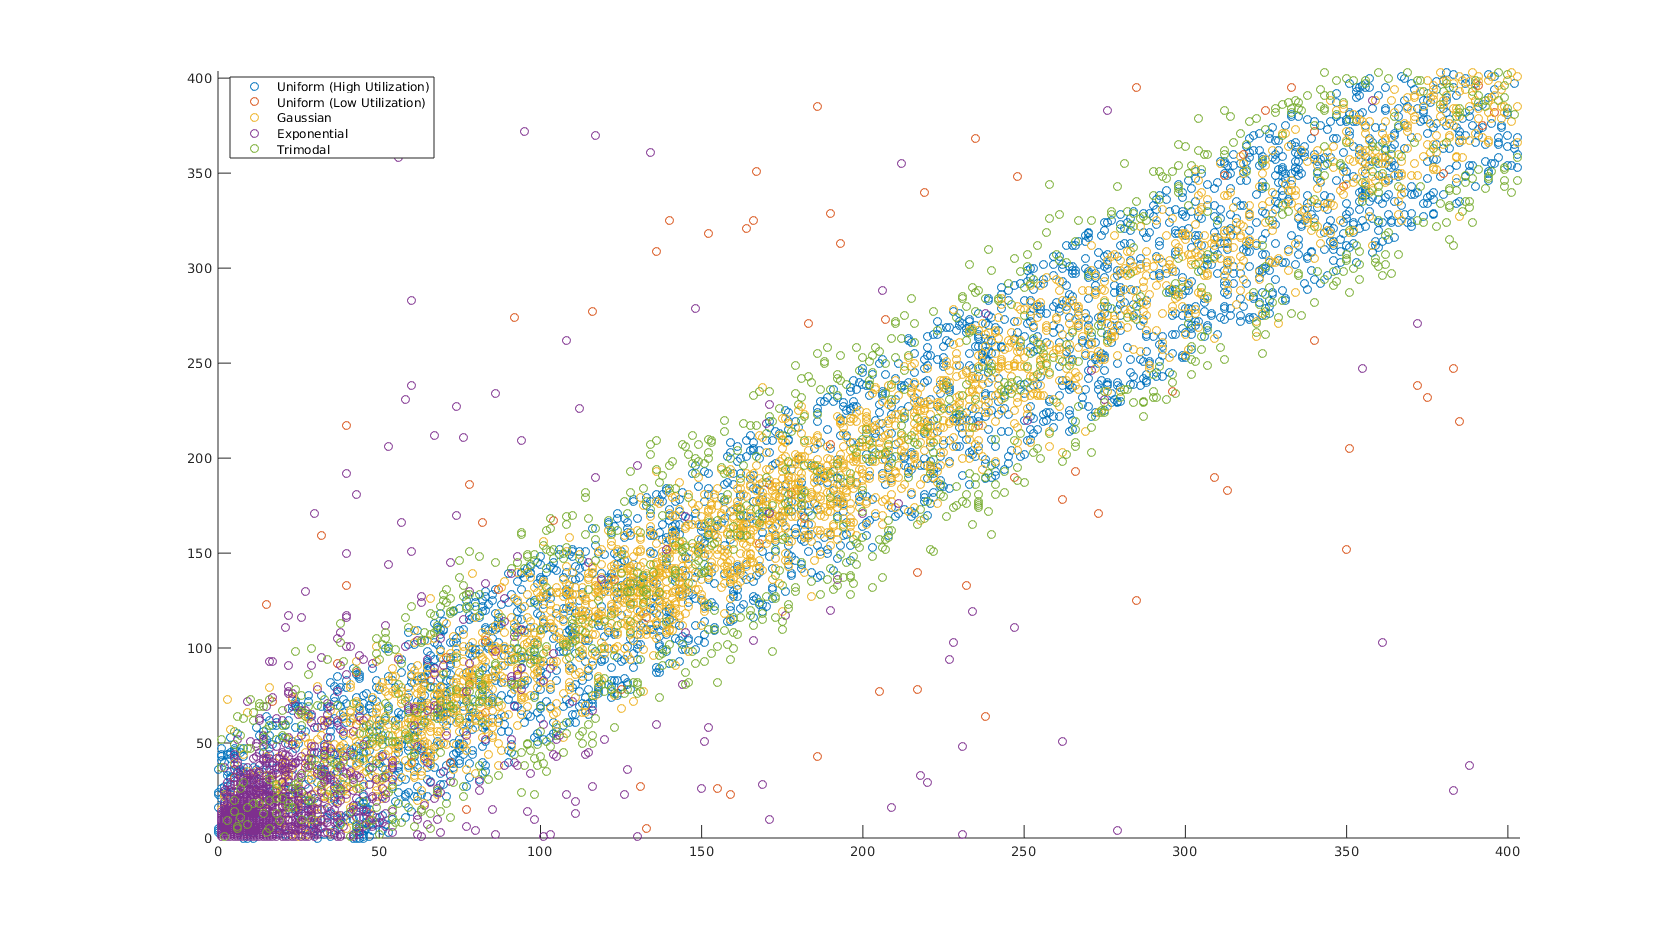 400
Uniform (High Utilization)
Uniform (Low Utilization)
Gaussian
Exponential
Trimodal
350
300
250
200
150
100
50
0
0 50 100 150 200 250 300 350 400